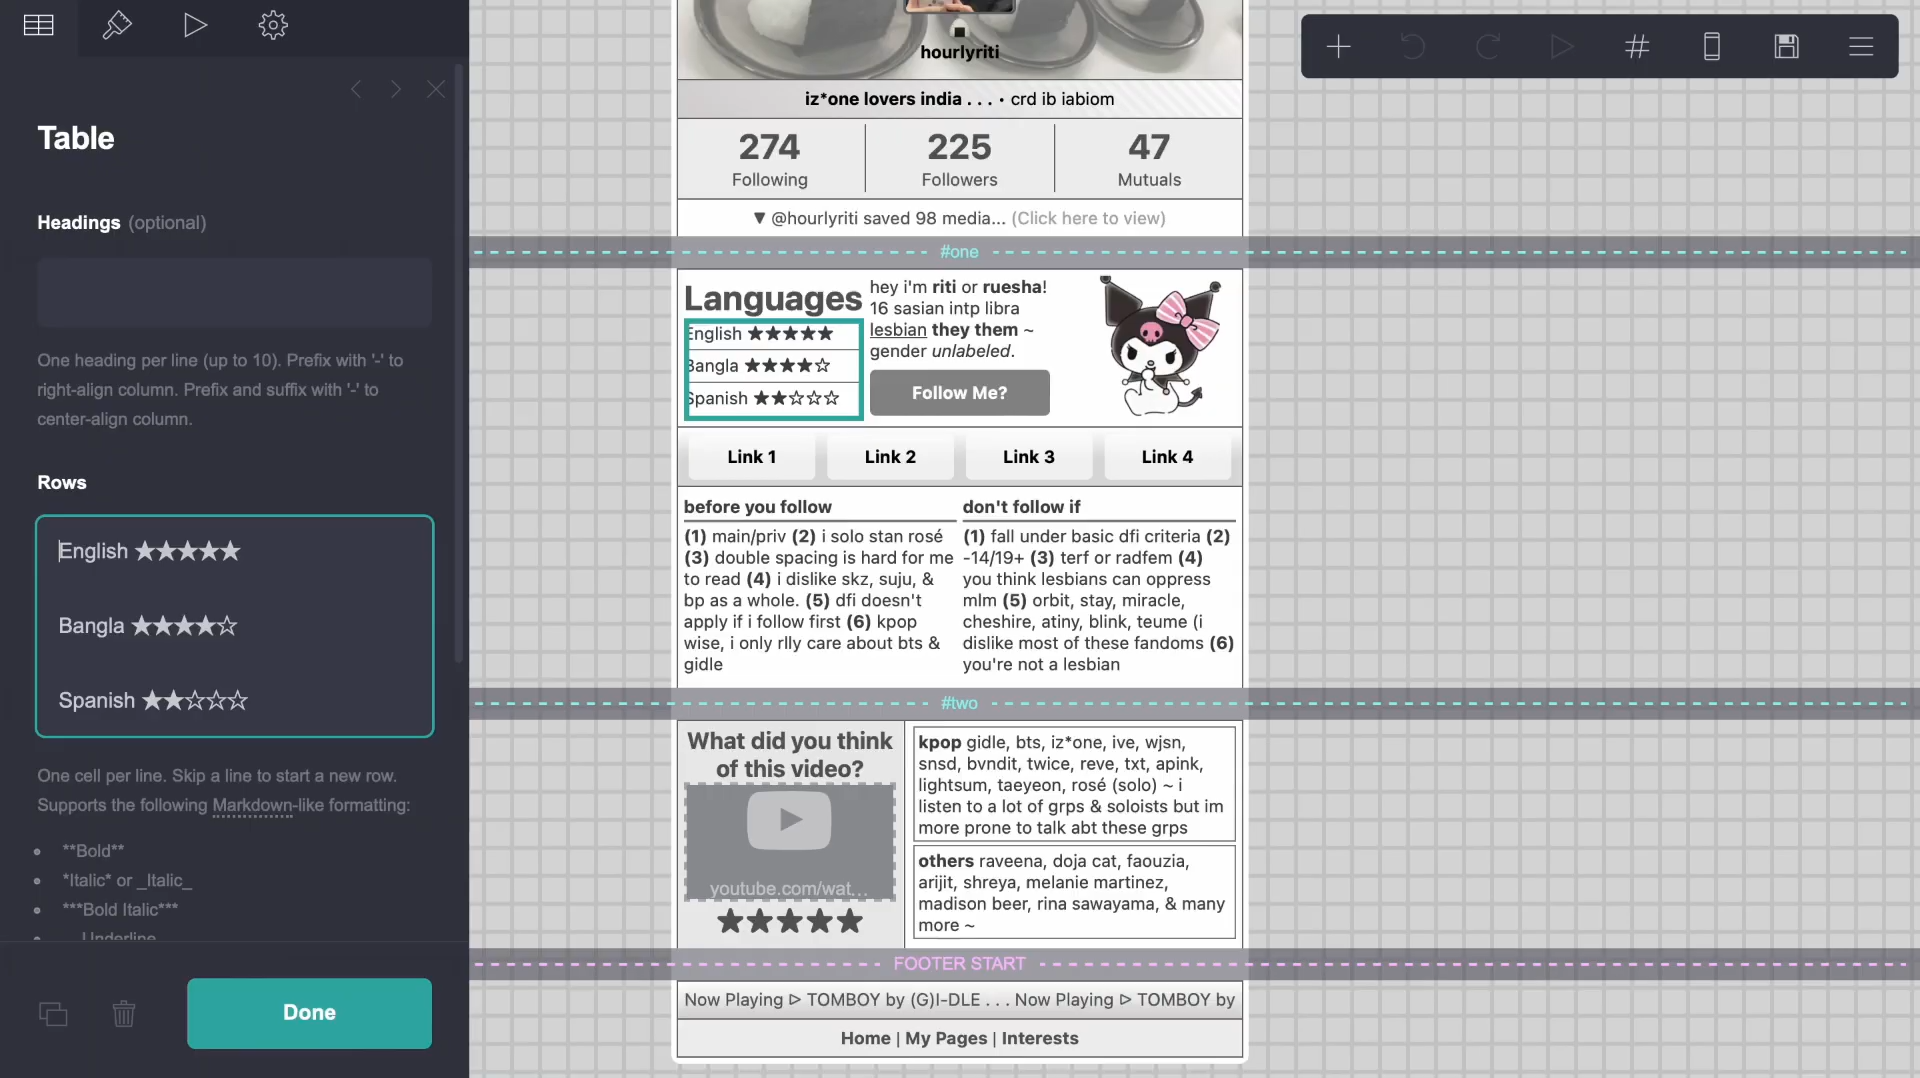 Table
Headings (optional)
One heading per line (up to 10). Prefix with '-' to
right-align column. Prefix and suffix with '-' to
center-align column.
Rows
English ★★★★★
Bangla ★★★★☆
Spanish ★★☆☆☆
One cell per line. Skip a line to start a new row.
Supports the following Markdown-like formatting:
**Bold**
*Italic* or _Italic_
***Bold Italic***
Underline
Done
hourlyriti
iz*one lovers india . . . • crd ib iabiom
274
Following
225
Followers
47
Mutuals
▼ @hourlyriti saved 98 media... (Click here to view)
#one
Languages
English ★★★★★
Bangla ★★★★☆
Spanish ★★☆☆☆
hey i'm riti or ruesha!
16 sasian intp libra
lesbian they them ~
gender unlabeled.
Follow Me?
Link 1
Link 2
Link 3
Link 4
before you follow
(1) main/priv (2) i solo stan rosé
(3) double spacing is hard for me
to read (4) i dislike skz, suju, &
bp as a whole. (5) dfi doesn't
apply if i follow first (6) kpop
wise, i only rlly care about bts &
gidle
don't follow if
(1) fall under basic dfi criteria (2)
-14/19+ (3) terf or radfem (4)
you think lesbians can oppress
mlm (5) orbit, stay, miracle,
cheshire, atiny, blink, teume (i
dislike most of these fandoms (6)
you're not a lesbian
#two
What did you think
of this video?
youtube.com/wat...
★★★★★
kpop gidle, bts, iz*one, ive, wjsn,
snsd, bvndit, twice, reve, txt, apink,
lightsum, taeyeon, rosé (solo) ~ i
listen to a lot of grps & soloists but im
more prone to talk abt these grps
others raveena, doja cat, faouzia,
arijit, shreya, melanie martinez,
madison beer, rina sawayama, & many
more ~
FOOTER START
Now Playing ▷ TOMBOY by (G)I-DLE . . . Now Playing ▷ TOMBOY by
Home | My Pages | Interests